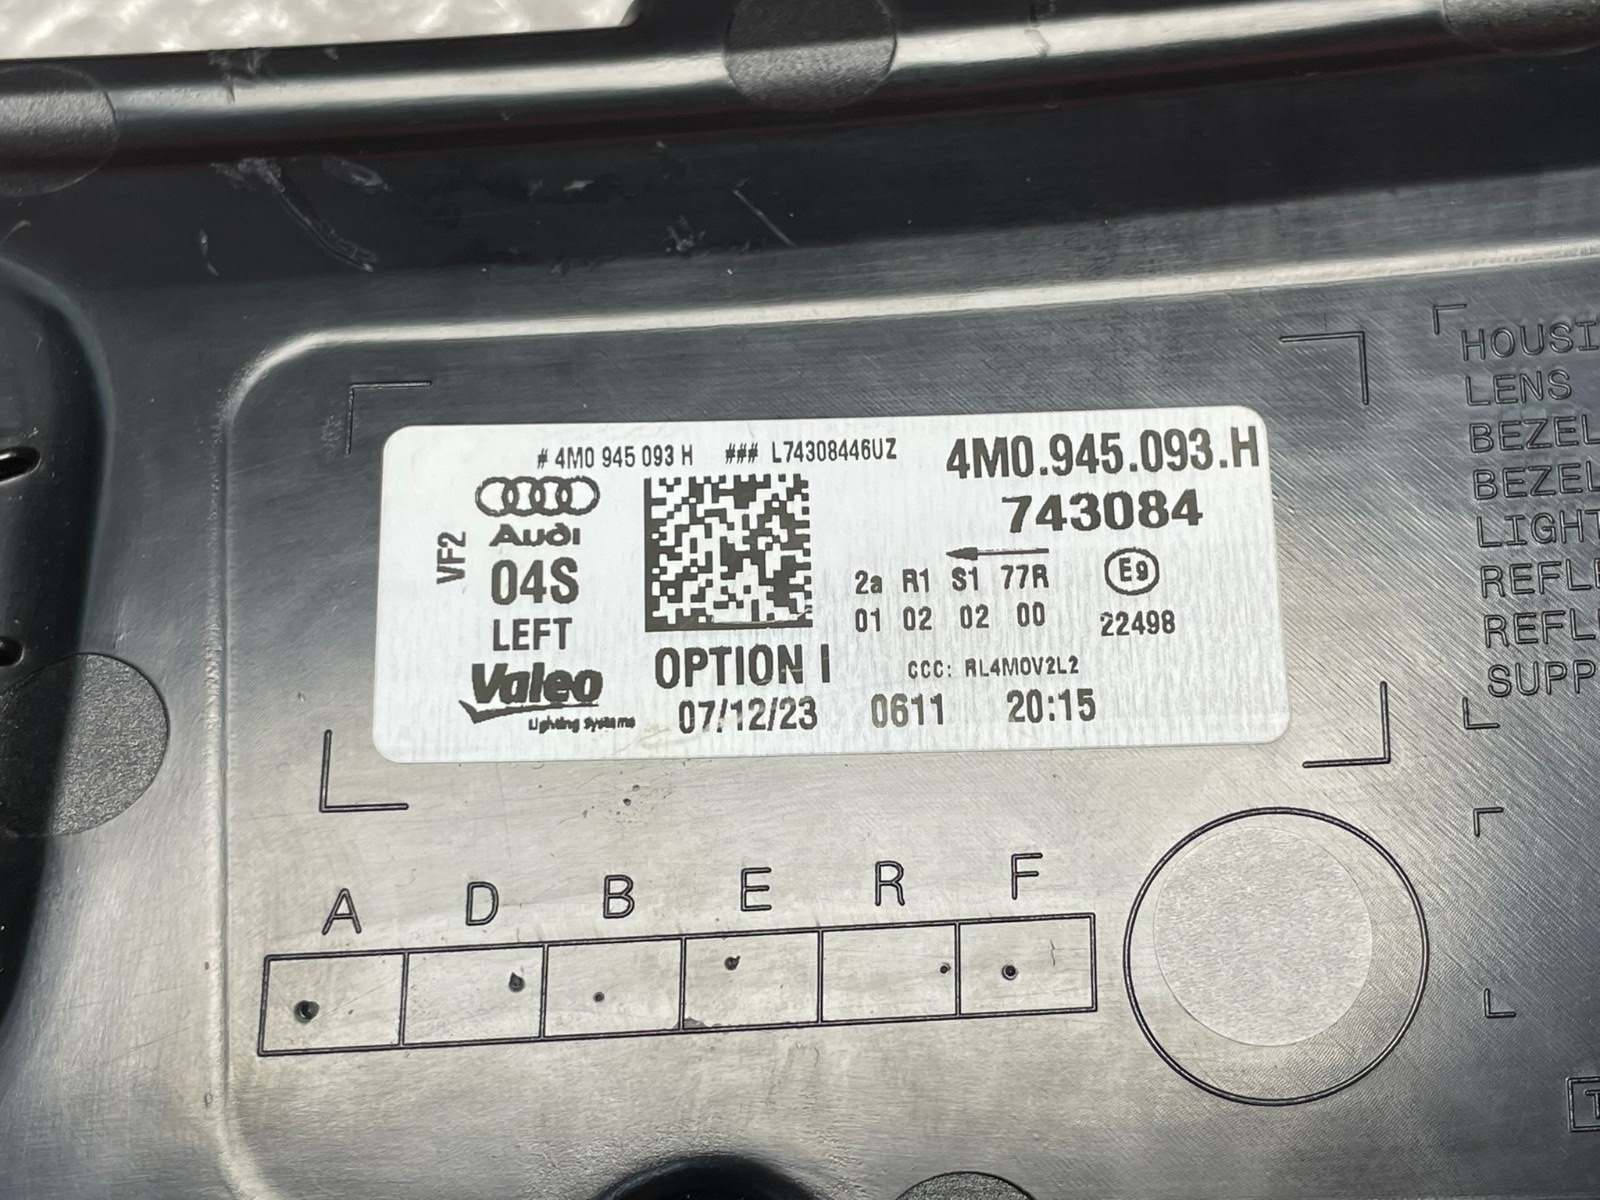 # 4M0 945 093 H ### L74308446UZ
4M0.945.093.H
743084
Audi
VF2
04S
LEFT
Valeo
Lighting systems
2a R1 S1 77R
01 02 02 00
E9
22498
OPTION I
CCC: RL4M0V2L2
07/12/23 0611 20:15
A D B E R F
HOUSI
LENS
BEZEL
BEZEL
LIGHT
REFLE
REFLE
SUPP